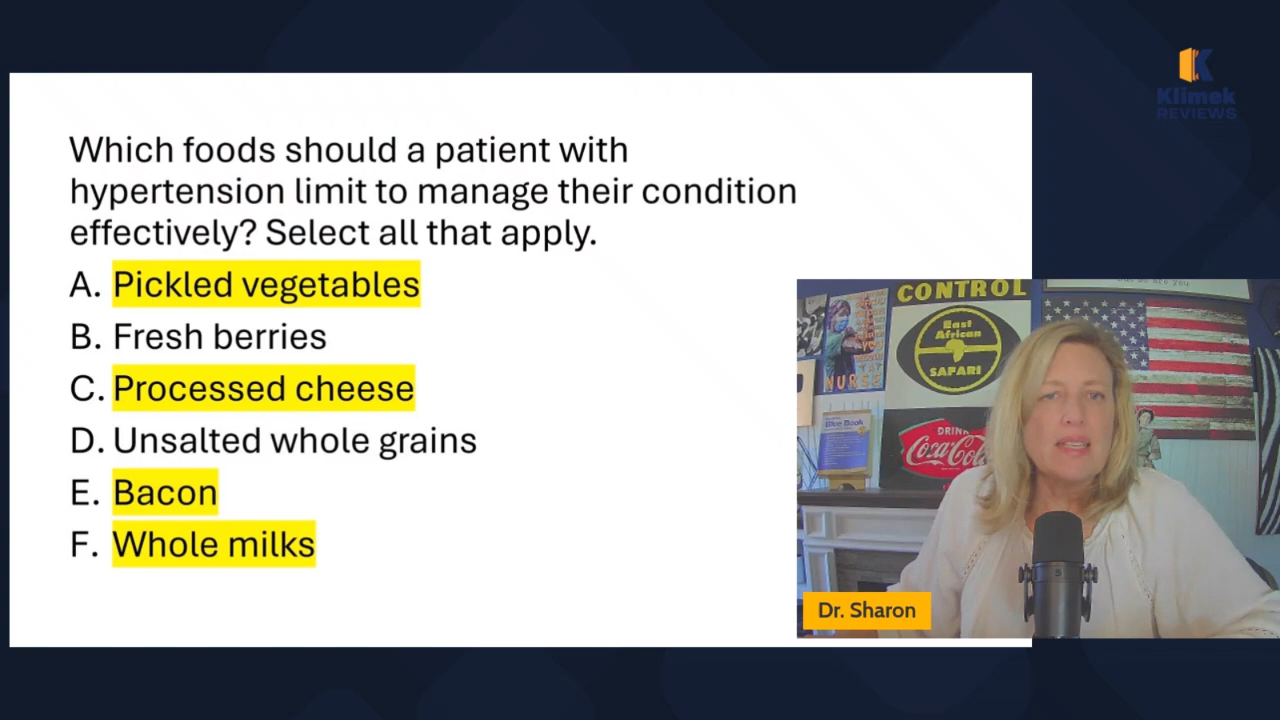 Klimek
REVIEWS
Which foods should a patient with
hypertension limit to manage their condition
effectively? Select all that apply.
A. Pickled vegetables
B. Fresh berries
C. Processed cheese
D. Unsalted whole grains
E. Bacon
F. Whole milks
CONTROL
East
African
SAFARI
NURSE
Blue Book
DRINK
Coca-Cola
Dr. Sharon